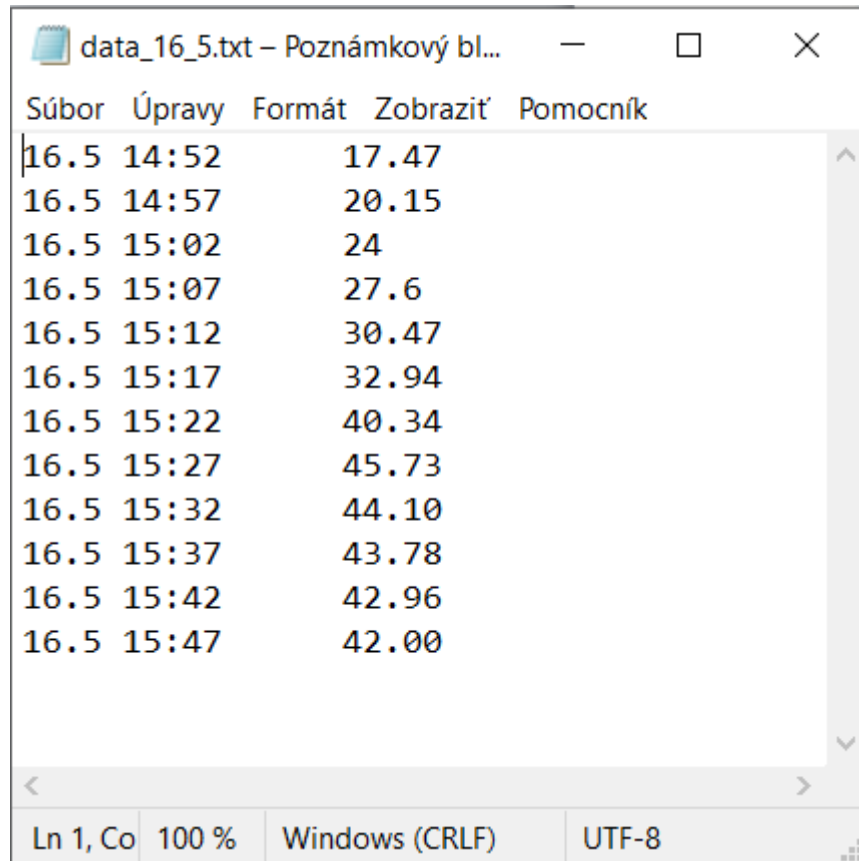 data_16_5.txt – Poznámkový bl...
Súbor Úpravy Formát Zobraziť Pomocník
16.5 14:52 17.47
16.5 14:57 20.15
16.5 15:02 24
16.5 15:07 27.6
16.5 15:12 30.47
16.5 15:17 32.94
16.5 15:22 40.34
16.5 15:27 45.73
16.5 15:32 44.10
16.5 15:37 43.78
16.5 15:42 42.96
16.5 15:47 42.00
Ln 1, Co 100 % Windows (CRLF) UTF-8